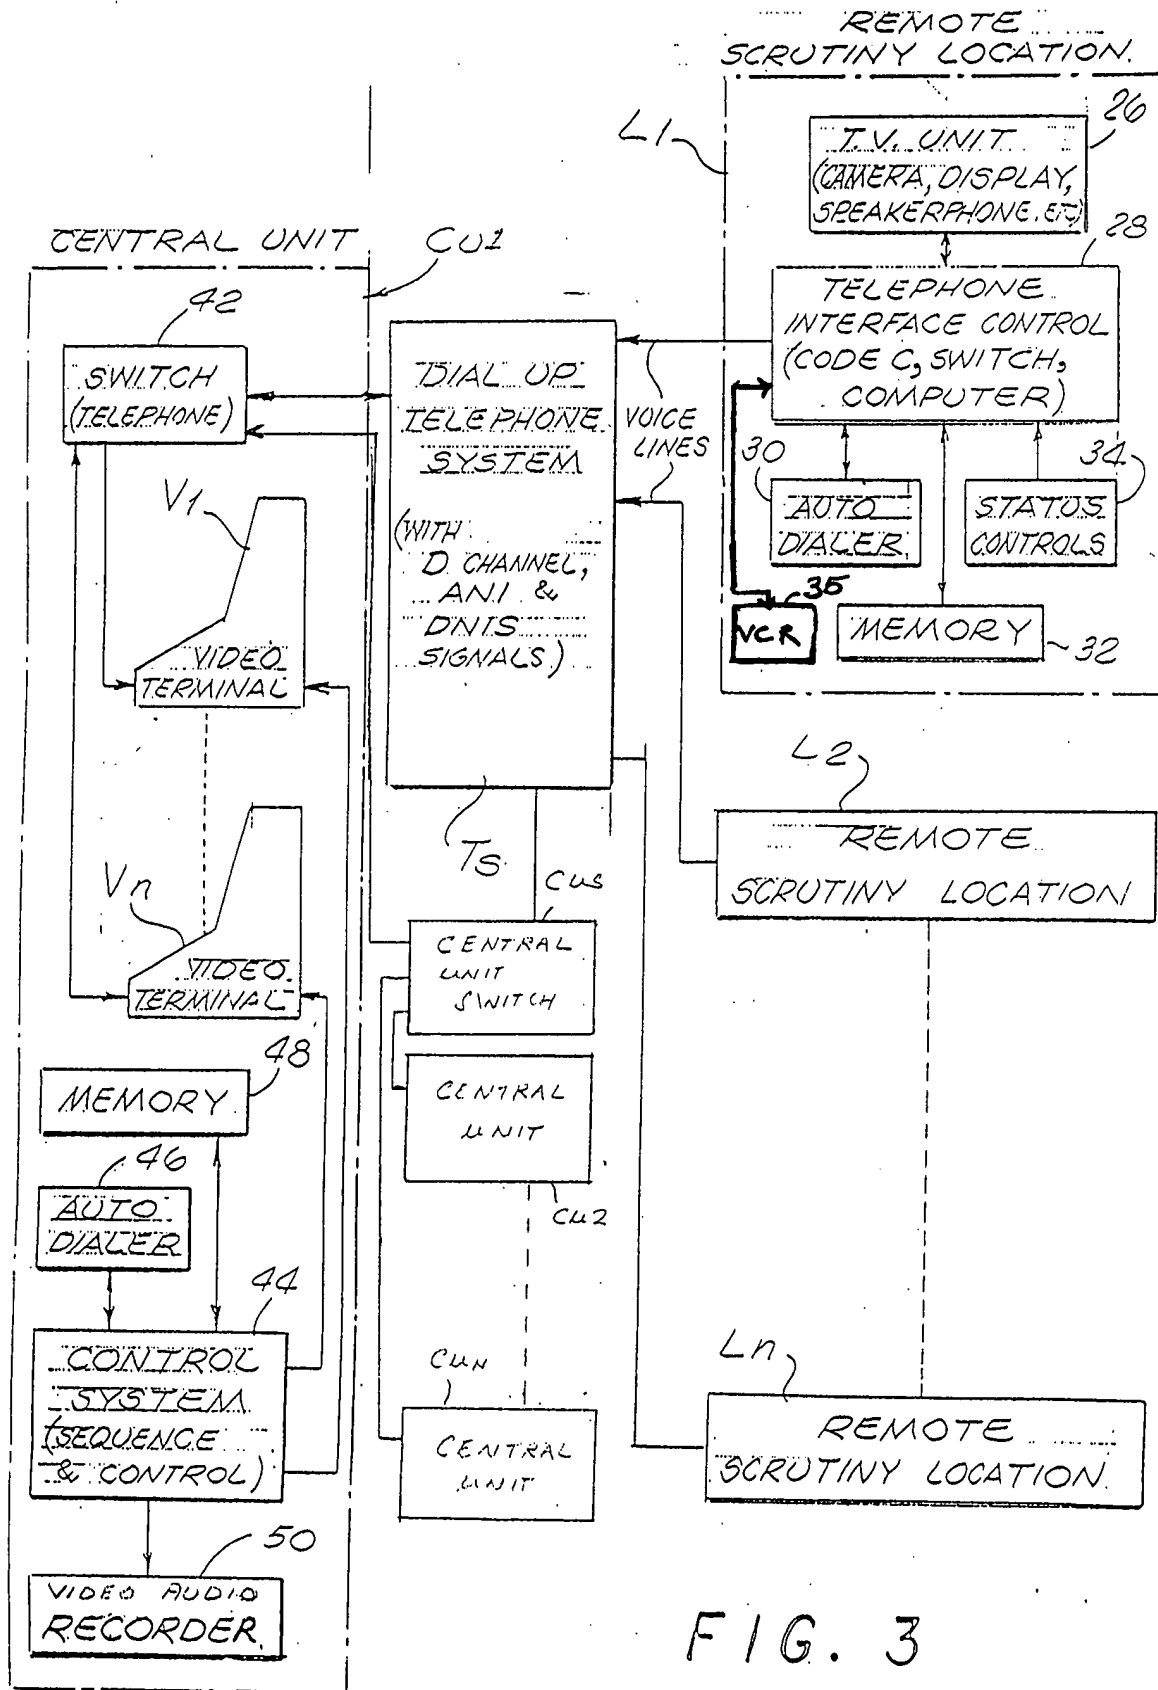 REMOTE
SCRUTINY LOCATION.
L1
26
T.V. UNIT
(CAMERA, DISPLAY,
SPEAKERPHONE. ETC)
28
TELEPHONE
INTERFACE CONTROL
(CODE C, SWITCH,
COMPUTER)
30
AUTO
DIALER
34
STATUS
CONTROLS
35
VCR
MEMORY
32
CENTRAL UNIT
CU1
42
SWITCH
(TELEPHONE)
DIAL UP
TELEPHONE
SYSTEM
(WITH
D CHANNEL,
ANI &
DNIS
SIGNALS)
VOICE
LINES
V1
VIDEO
TERMINAL
TS
L2
REMOTE
SCRUTINY LOCATION
Vn
VIDEO
TERMINAL
CUS
CENTRAL
UNIT
SWITCH
48
MEMORY
CENTRAL
UNIT
CU2
46
AUTO
DIALER
44
CONTROL
SYSTEM
(SEQUENCE
& CONTROL)
CUN
CENTRAL
UNIT
Ln
REMOTE
SCRUTINY LOCATION.
50
VIDEO AUDIO
RECORDER
FIG. 3